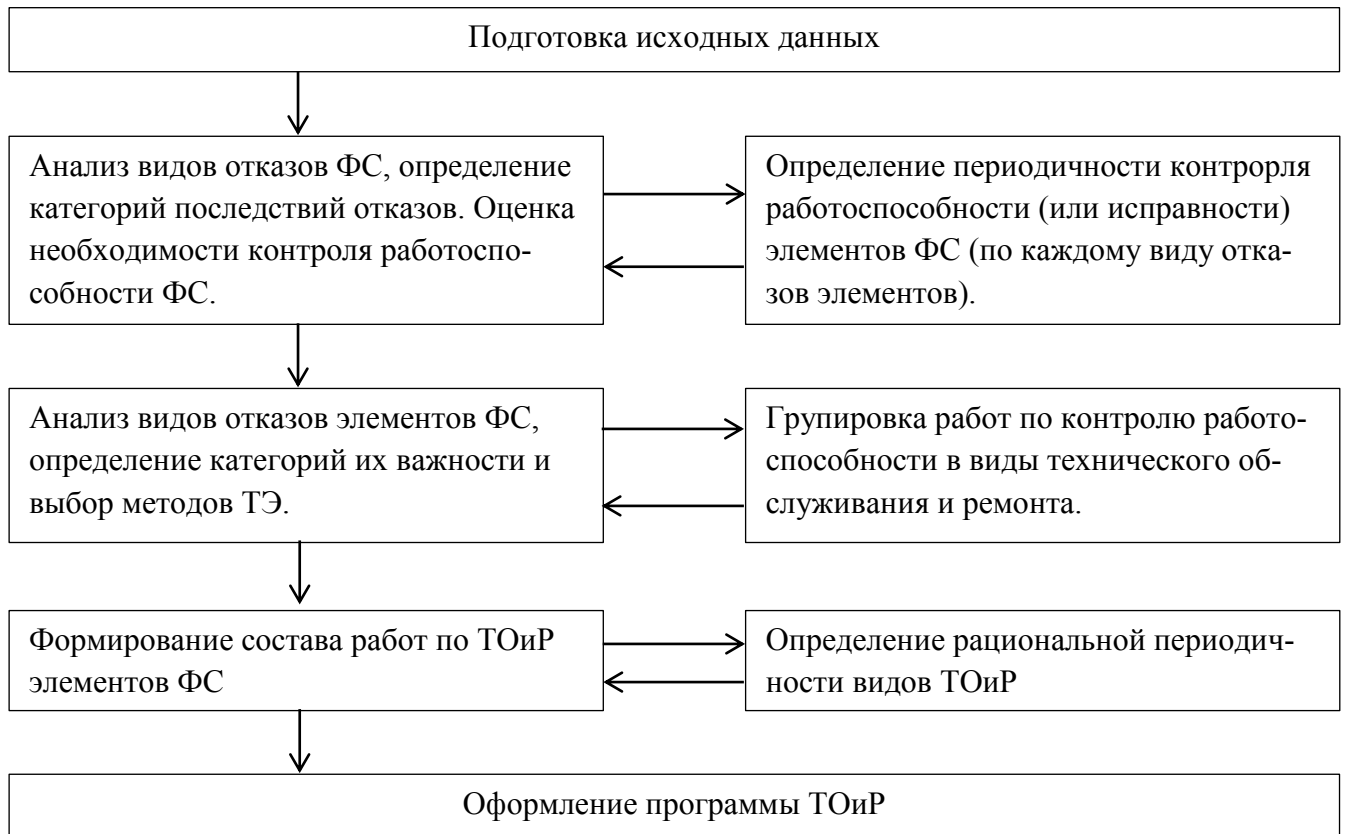 Подготовка исходных данных
Анализ видов отказов ФС, определение
категорий последствий отказов. Оценка
необходимости контроля работоспо-
собности ФС.
Определение периодичности контрорля
работоспособности (или исправности)
элементов ФС (по каждому виду отка-
зов элементов).
Анализ видов отказов элементов ФС,
определение категорий их важности и
выбор методов ТЭ.
Групировка работ по контролю работо-
способности в виды технического об-
служивания и ремонта.
Формирование состава работ по ТОиР
элементов ФС
Определение рациональной периодич-
ности видов ТОиР
Оформление программы ТОиР